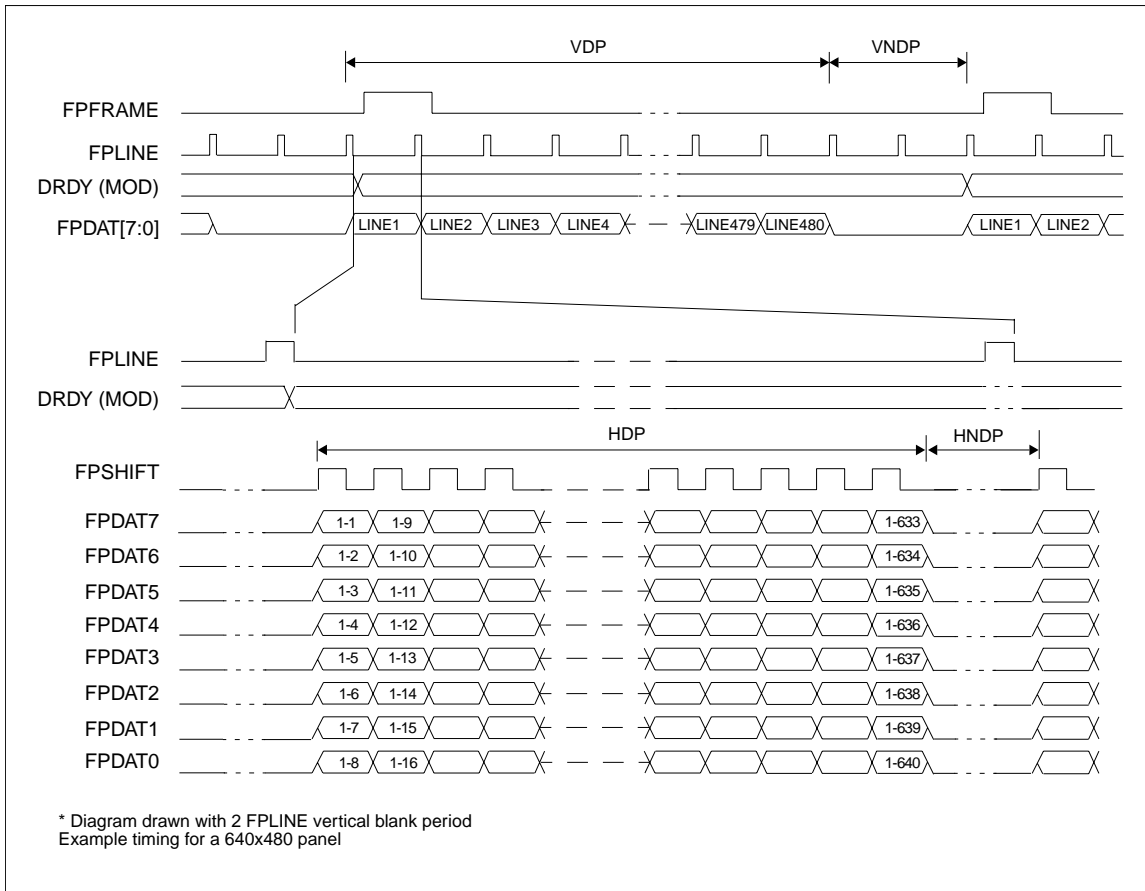 VDP VNDP
FPFRAME
FPLINE
DRDY (MOD)
FPDAT[7:0] LINE1 LINE2 LINE3 LINE4 LINE479 LINE480 LINE1 LINE2
FPLINE
DRDY (MOD)
HDP HNDP
FPSHIFT
FPDAT7 1-1 1-9 1-633
FPDAT6 1-2 1-10 1-634
FPDAT5 1-3 1-11 1-635
FPDAT4 1-4 1-12 1-636
FPDAT3 1-5 1-13 1-637
FPDAT2 1-6 1-14 1-638
FPDAT1 1-7 1-15 1-639
FPDAT0 1-8 1-16 1-640
* Diagram drawn with 2 FPLINE vertical blank period
Example timing for a 640x480 panel